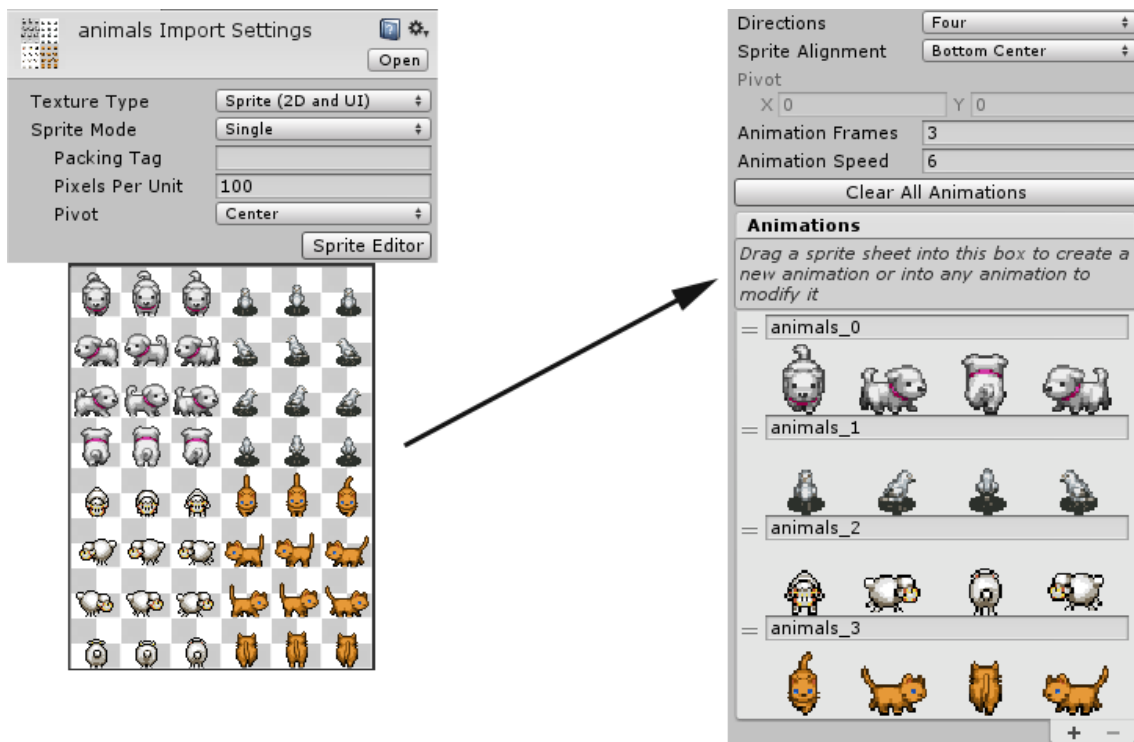 animals Import Settings
Open
Texture Type Sprite (2D and UI)
Sprite Mode Single
Packing Tag
Pixels Per Unit 100
Pivot Center
Sprite Editor
Directions Four
Sprite Alignment Bottom Center
Pivot
X 0 Y 0
Animation Frames 3
Animation Speed 6
Clear All Animations
Animations
Drag a sprite sheet into this box to create a
new animation or into any animation to
modify it
animals_0
animals_1
animals_2
animals_3